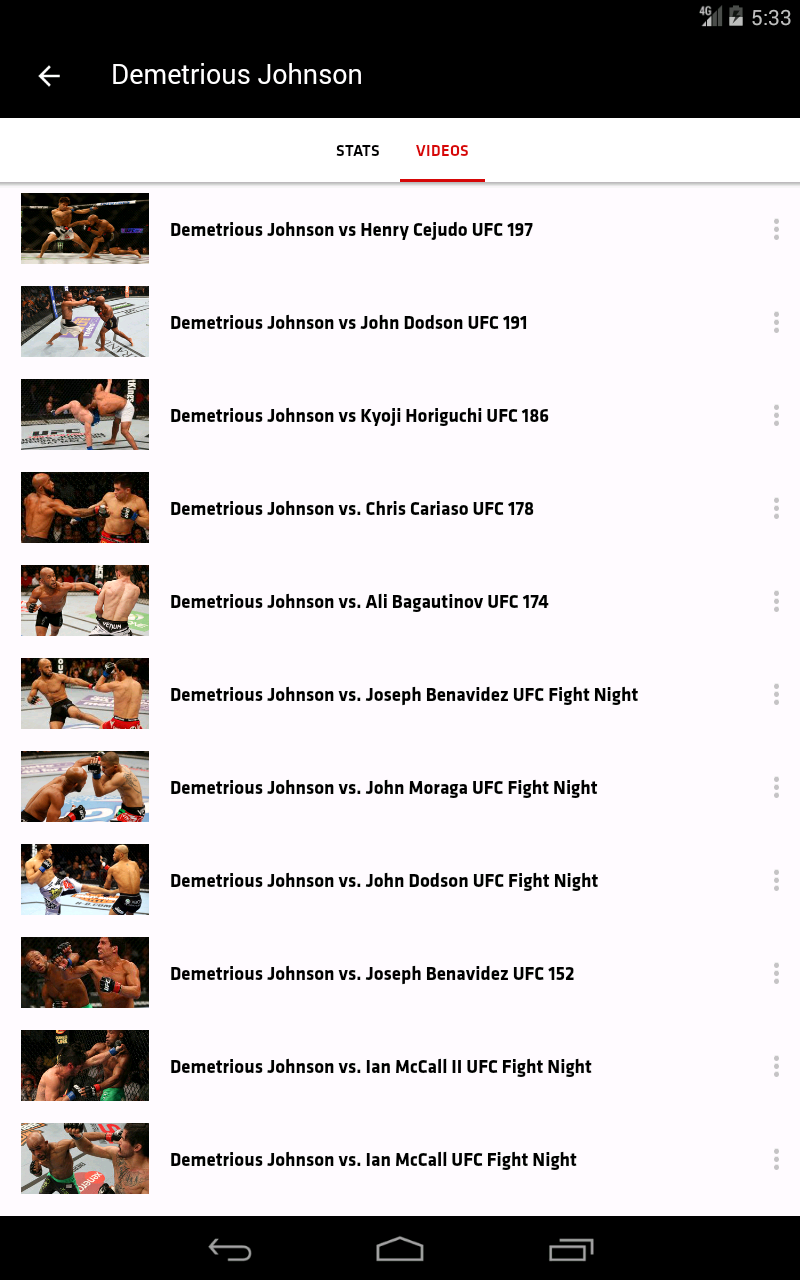 4G 5:33
Demetrious Johnson
STATS VIDEOS
Demetrious Johnson vs Henry Cejudo UFC 197
Demetrious Johnson vs John Dodson UFC 191
Demetrious Johnson vs Kyoji Horiguchi UFC 186
Demetrious Johnson vs. Chris Cariaso UFC 178
Demetrious Johnson vs. Ali Bagautinov UFC 174
Demetrious Johnson vs. Joseph Benavidez UFC Fight Night
Demetrious Johnson vs. John Moraga UFC Fight Night
Demetrious Johnson vs. John Dodson UFC Fight Night
Demetrious Johnson vs. Joseph Benavidez UFC 152
Demetrious Johnson vs. Ian McCall II UFC Fight Night
Demetrious Johnson vs. Ian McCall UFC Fight Night